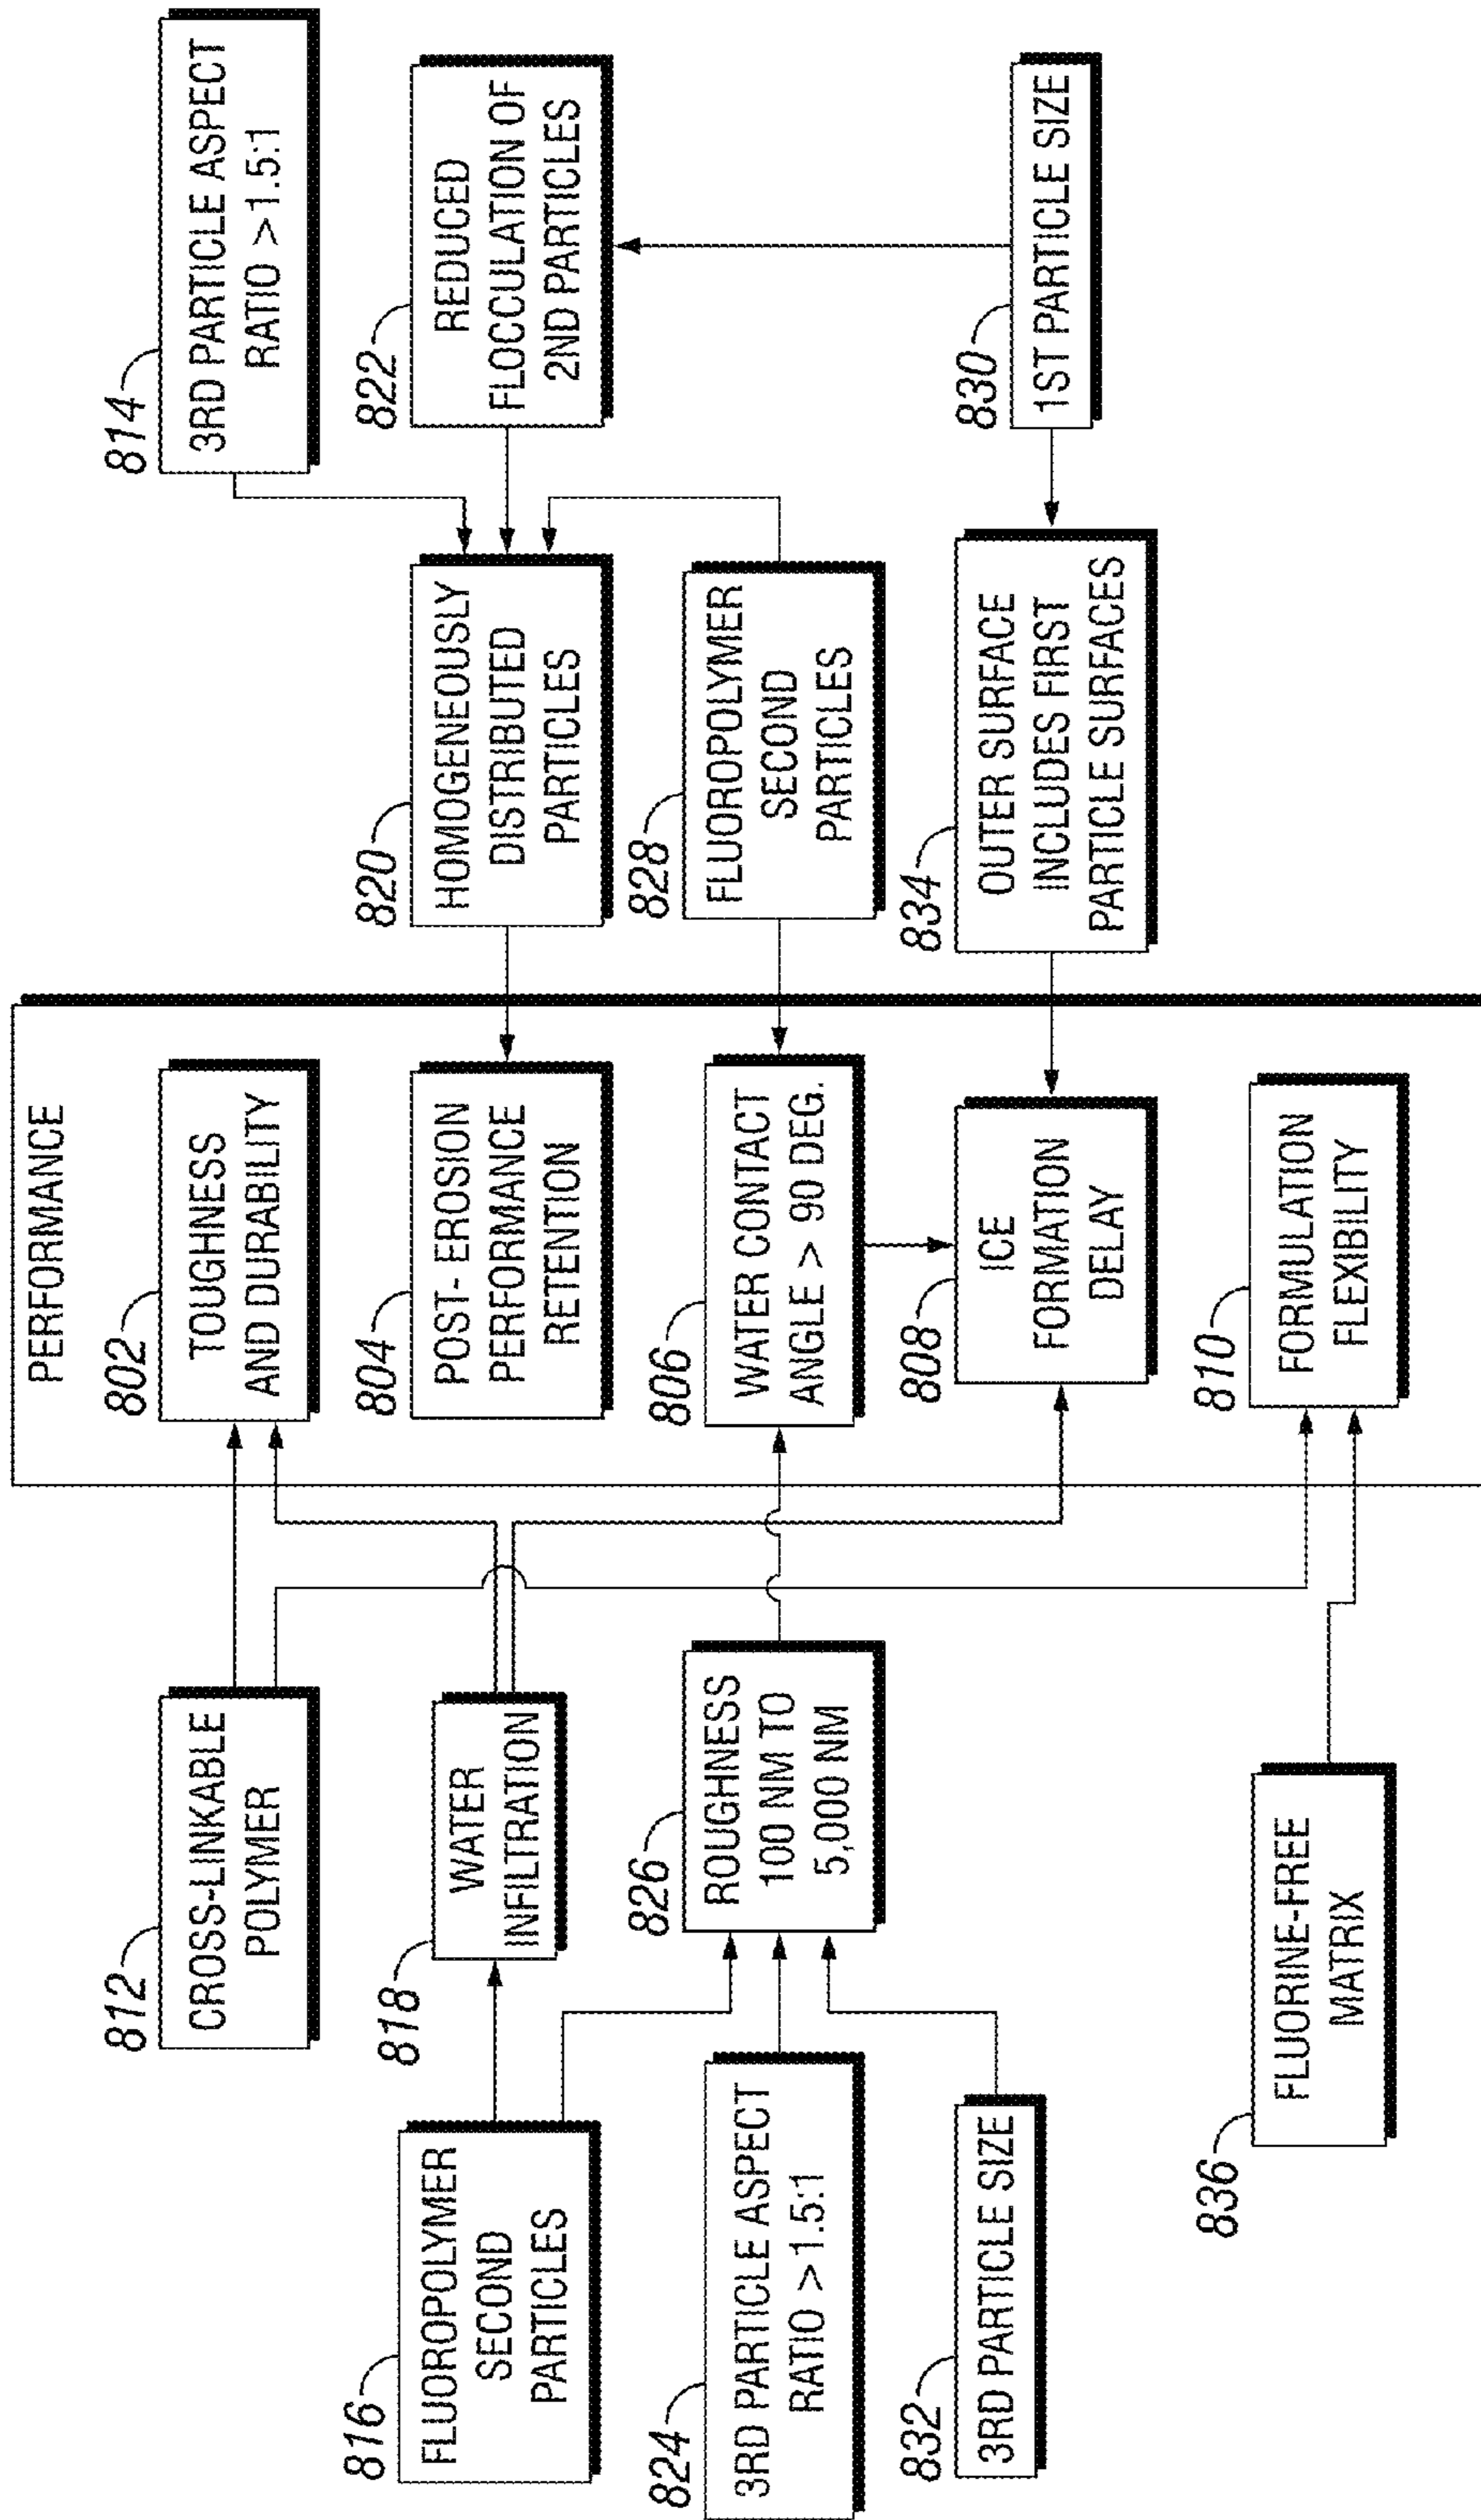 PERFORMANCE
812
CROSS-LINKABLE
POLYMER
802
TOUGHNESS
AND DURABILITY
814
3RD PARTICLE ASPECT
RATIO >1.5:1
816
FLUOROPOLYMER
SECOND
PARTICLES
818
WATER
INFILTRATION
804
POST- EROSION
PERFORMANCE
RETENTION
820
HOMOGENEOUSLY
DISTRIBUTED
PARTICLES
822
REDUCED
FLOCCULATION OF
2ND PARTICLES
824
3RD PARTICLE ASPECT
RATIO >1.5:1
826
ROUGHNESS
100 NM TO
5,000 NM
806
WATER CONTACT
ANGLE > 90 DEG.
828
FLUOROPOLYMER
SECOND
PARTICLES
832
3RD PARTICLE SIZE
808
ICE
FORMATION
DELAY
834
OUTER SURFACE
INCLUDES FIRST
PARTICLE SURFACES
830
1ST PARTICLE SIZE
836
FLUORINE-FREE
MATRIX
810
FORMULATION
FLEXIBILITY